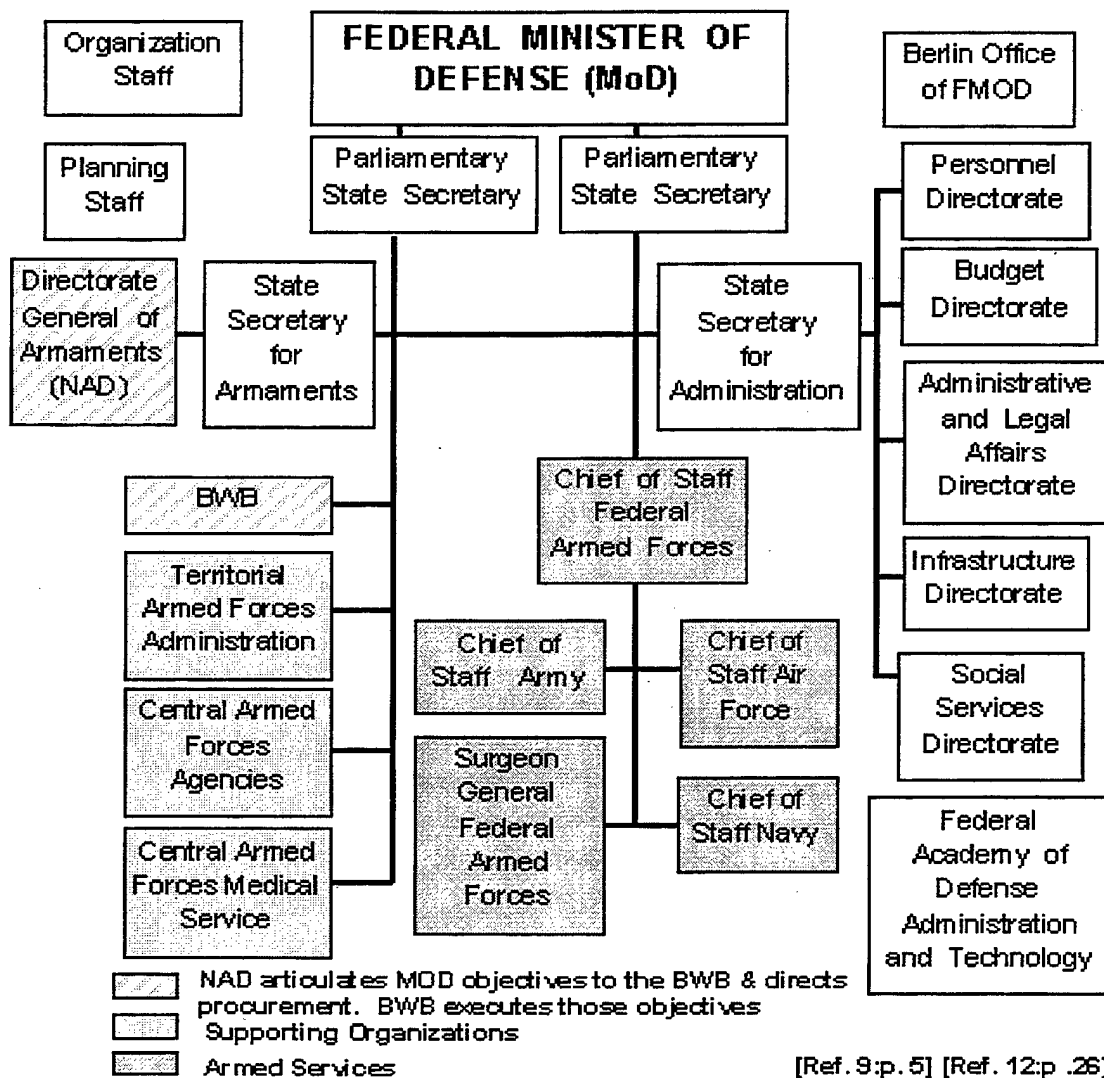 Organization
Staff
FEDERAL MINISTER OF
DEFENSE (MoD)
Berlin Office
of FMOD
Planning
Staff
Parliamentary
State Secretary
Parliamentary
State Secretary
Personnel
Directorate
Directorate
General of
Armaments
(NAD)
State
Secretary
for
Armaments
State
Secretary
for
Administration
Budget
Directorate
Administrative
and Legal
Affairs
Directorate
BWB
Chief of Staff
Federal
Armed Forces
Territorial
Armed Forces
Administration
Infrastructure
Directorate
Chief of
Staff Army
Chief of
Staff Air
Force
Central Armed
Forces
Agencies
Social
Services
Directorate
Surgeon
General
Federal
Armed
Forces
Chief of
Staff Navy
Central Armed
Forces Medical
Service
Federal
Academy of
Defense
Administration
and Technology
NAD articulates MOD objectives to the BWB & directs
procurement. BWB executes those objectives
Supporting Organizations
Armed Services
[Ref. 9:p. 5] [Ref. 12:p .26]